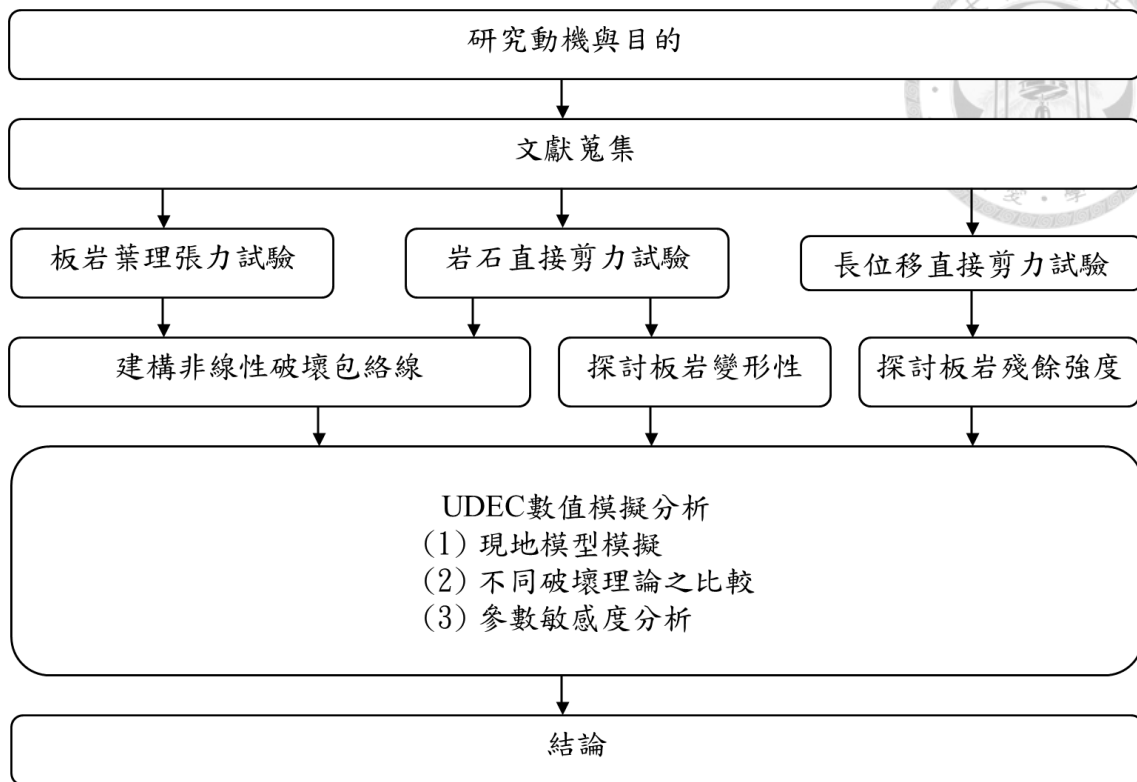 研究動機與目的
文獻蒐集
板岩葉理張力試驗
岩石直接剪力試驗
長位移直接剪力試驗
建構非線性破壞包絡線
探討板岩變形性
探討板岩殘餘強度
UDEC數值模擬分析
(1) 現地模型模擬
(2) 不同破壞理論之比較
(3) 參數敏感度分析
結論